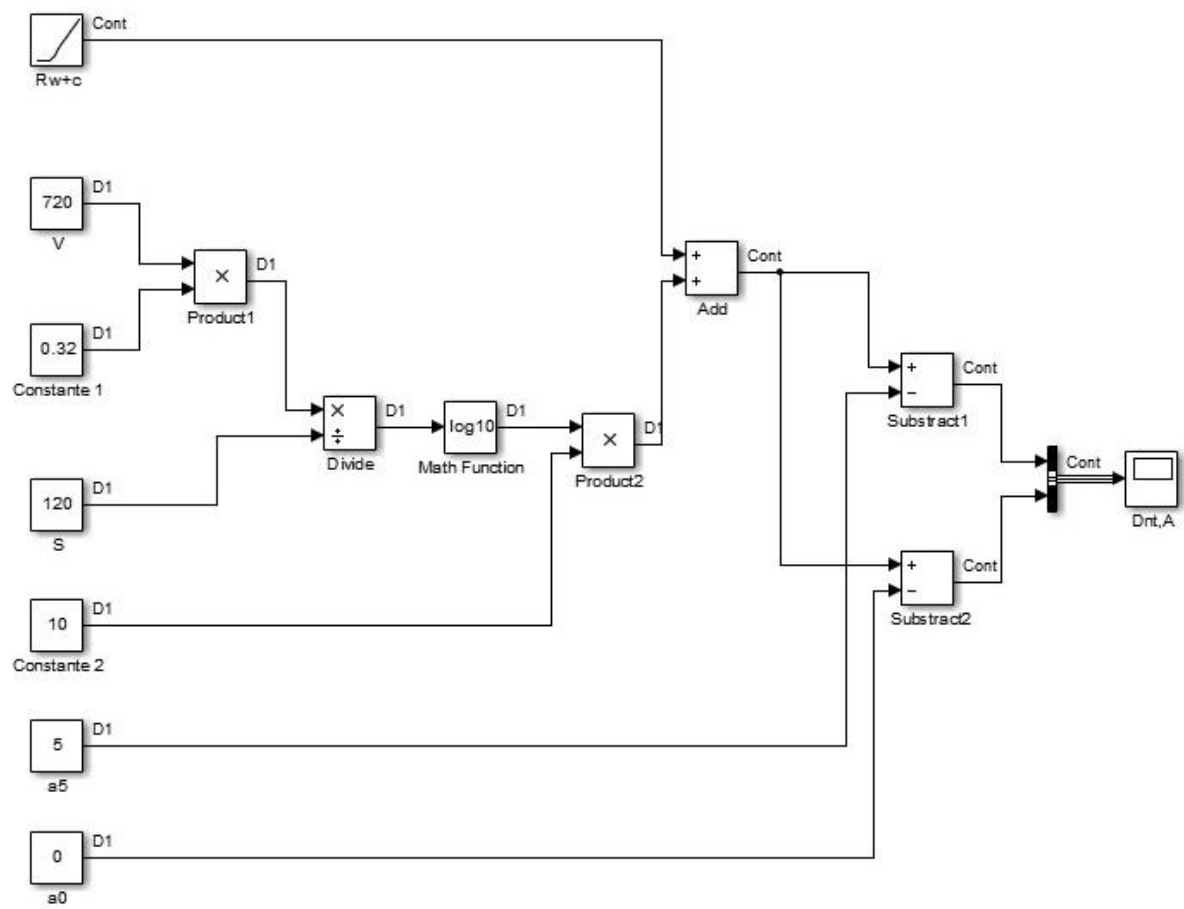 Cont
Rw+c
D1
720
V
D1
×
Product1
D1
0.32
Constante 1
Cont
+
+
Add
D1
×
÷
Divide
D1
log10
Math Function
D1
×
Product2
D1
120
S
Cont
+
−
Substract1
Cont
Dnt,A
Cont
+
−
Substract2
D1
10
Constante 2
D1
5
a5
D1
0
a0